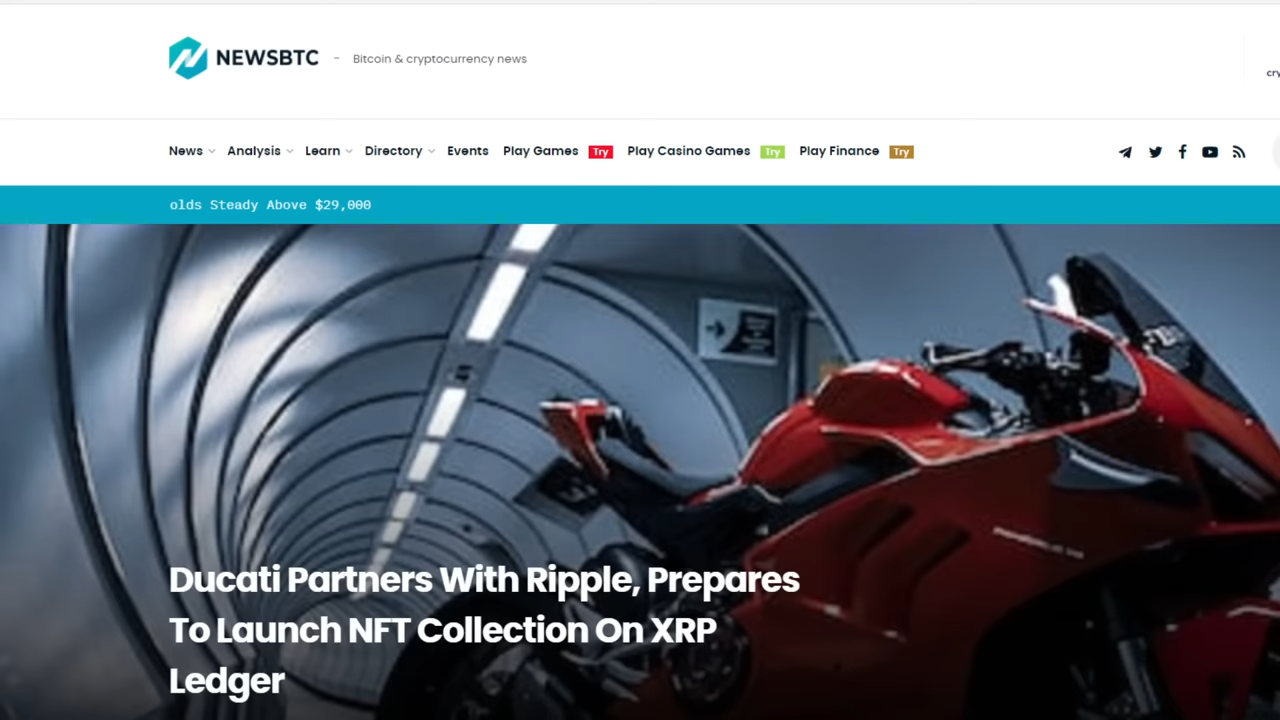 NEWSBTC - Bitcoin & cryptocurrency news
cry
News Analysis Learn Directory Events Play Games Try Play Casino Games Try Play Finance Try
olds Steady Above $29,000
Ducati Partners With Ripple, Prepares
To Launch NFT Collection On XRP
Ledger